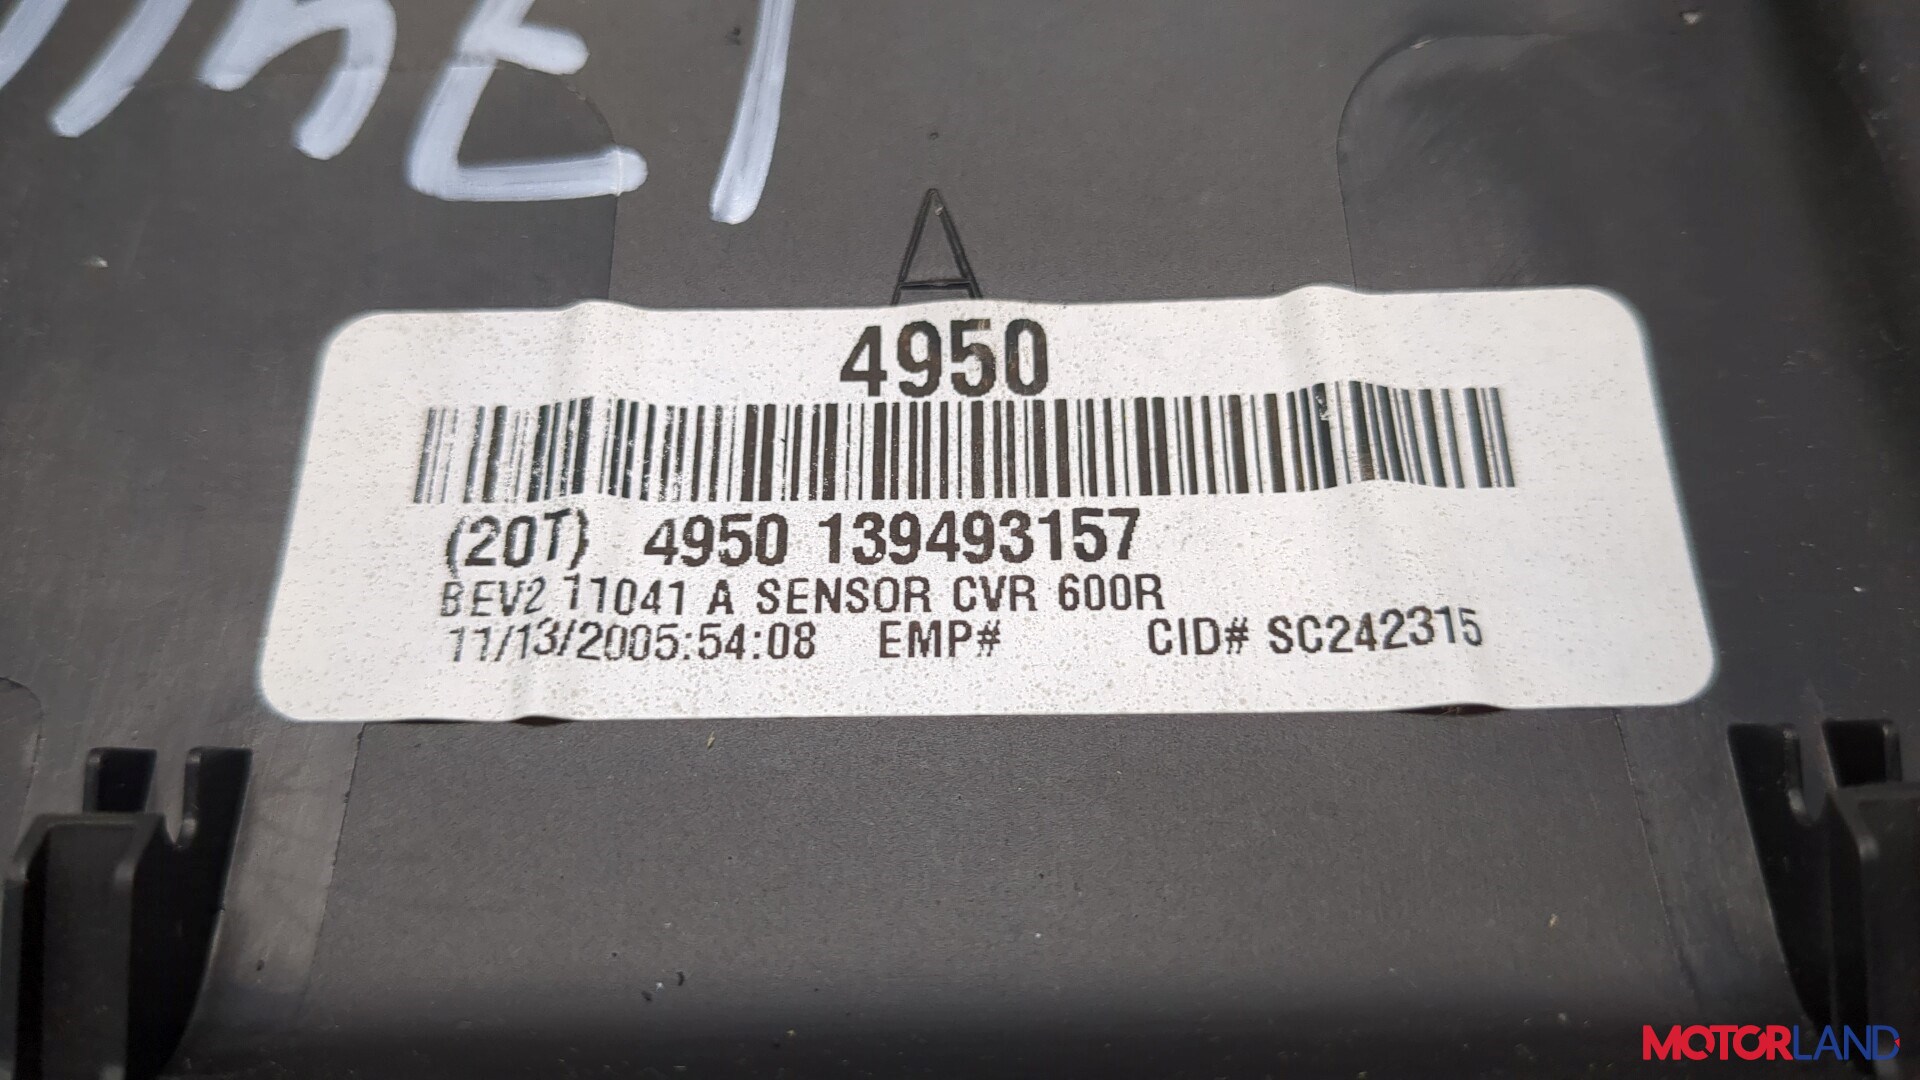 A
4950
(20T) 4950 139493157
BEV2 11041 A SENSOR CVR 600R
11/13/2005:54:08 EMP# CID# SC242315
MOTORLAND